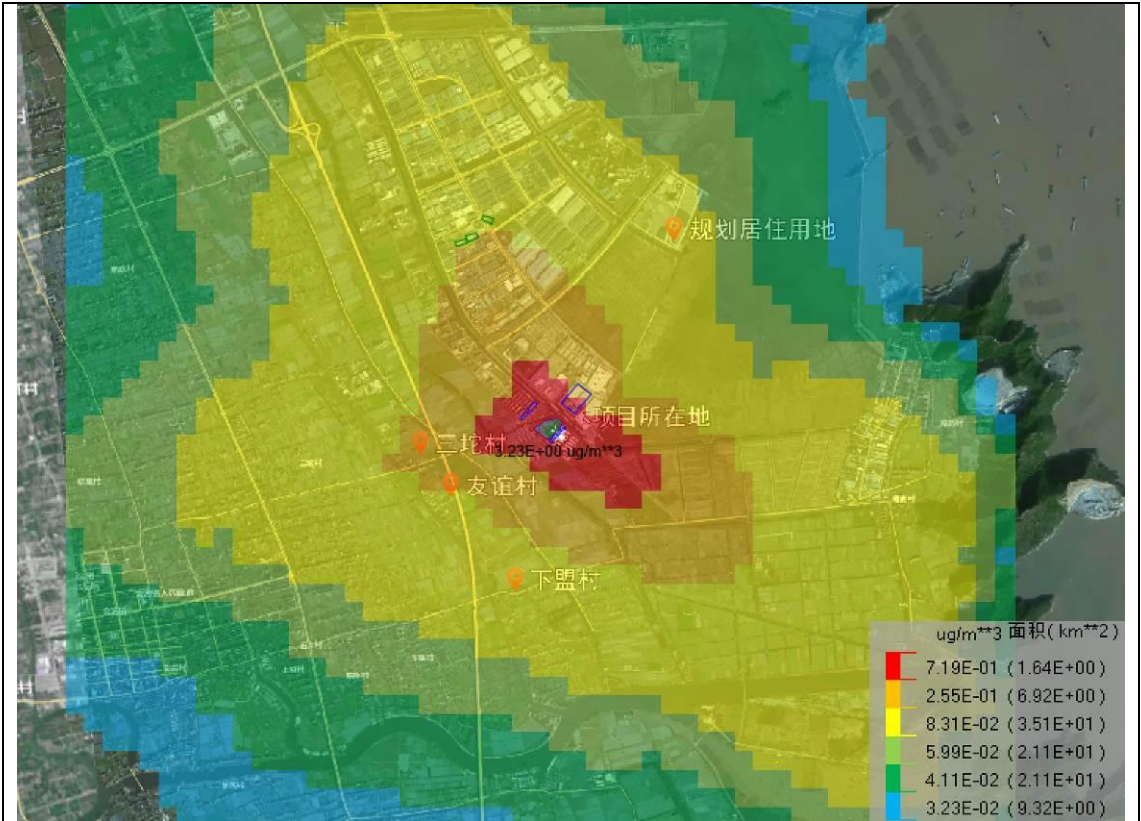 规划居住用地
项目所在地
三坨村
3.23E+00 ug/m**3
友谊村
下盟村
ug/m**3 面积(km**2)
7.19E-01 (1.64E+00)
2.55E-01 (6.92E+00)
8.31E-02 (3.51E+01)
5.99E-02 (2.11E+01)
4.11E-02 (2.11E+01)
3.23E-02 (9.32E+00)